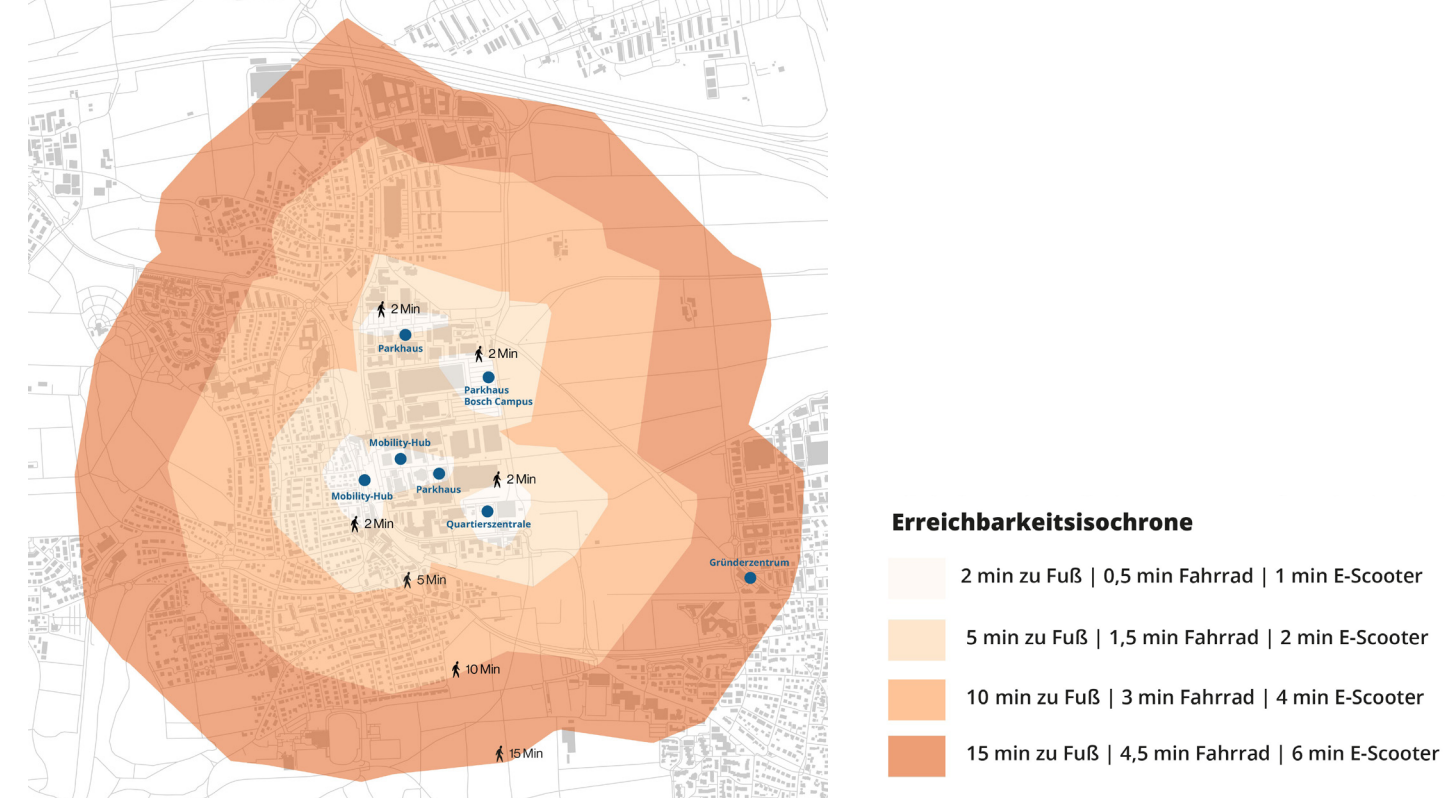 2 Min
Parkhaus
2 Min
Parkhaus
Bosch Campus
Mobility-Hub
2 Min
Mobility-Hub
Parkhaus
2 Min
Quartierszentrale
5 Min
Gründerzentrum
10 Min
15 Min
Erreichbarkeitsisochrone
2 min zu Fuß | 0,5 min Fahrrad | 1 min E-Scooter
5 min zu Fuß | 1,5 min Fahrrad | 2 min E-Scooter
10 min zu Fuß | 3 min Fahrrad | 4 min E-Scooter
15 min zu Fuß | 4,5 min Fahrrad | 6 min E-Scooter